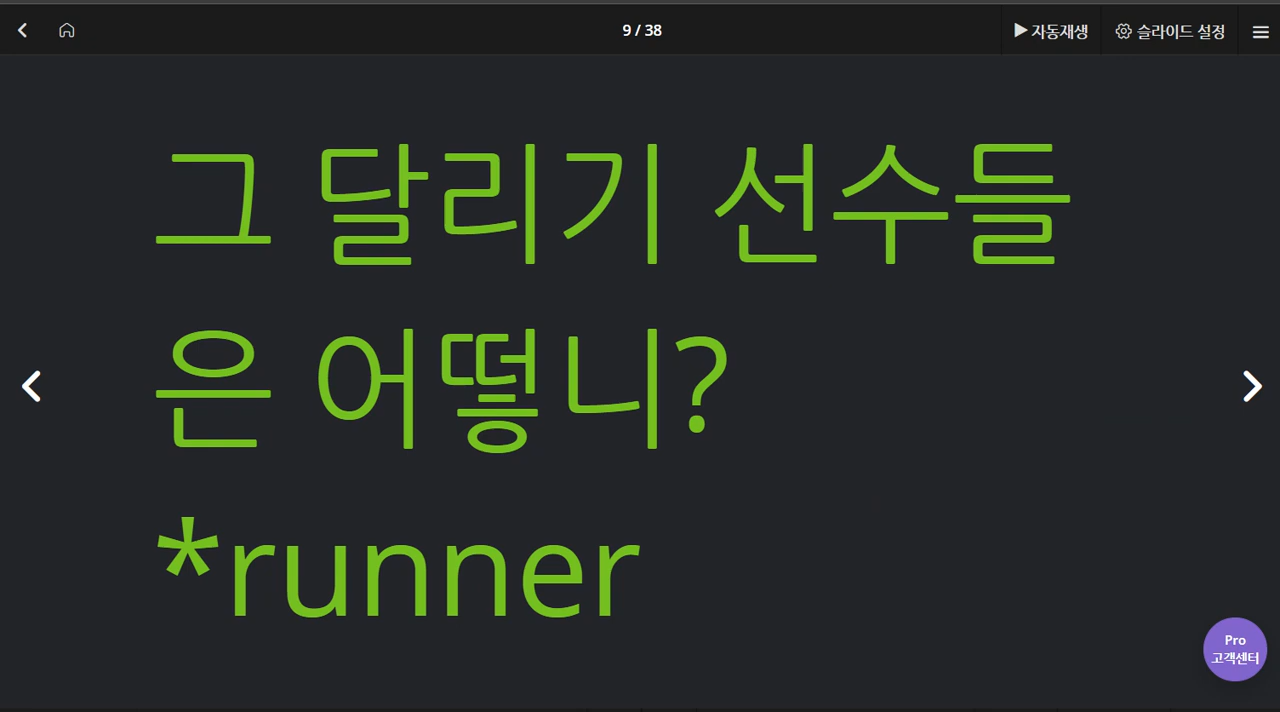 9 / 38
자동재생
슬라이드 설정
그 달리기 선수들
은 어떻니?
*runner
Pro
고객센터